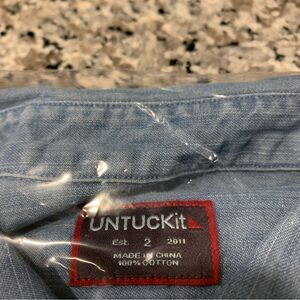 UNTUCKit
Est. 2 2011
MADE IN CHINA
100% COTTON